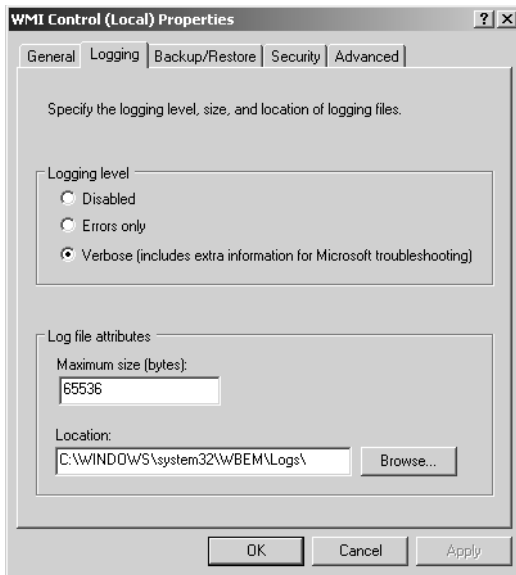 WMI Control (Local) Properties
General Logging Backup/Restore Security Advanced
Specify the logging level, size, and location of logging files.
Logging level
Disabled
Errors only
Verbose (includes extra information for Microsoft troubleshooting)
Log file attributes
Maximum size (bytes):
65536
Location:
C:\WINDOWS\system32\WBEM\Logs\ Browse...
OK Cancel Apply